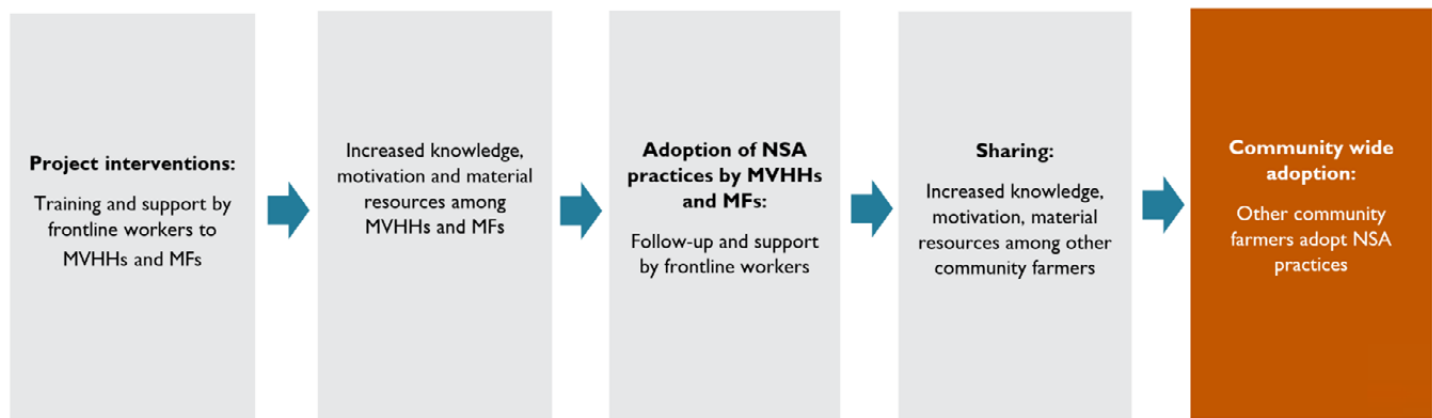 Project interventions:
Training and support by
frontline workers to
MVHHs and MFs
Increased knowledge,
motivation and material
resources among
MVHHs and MFs
Adoption of NSA
practices by MVHHs
and MFs:
Follow-up and support
by frontline workers
Sharing:
Increased knowledge,
motivation, material
resources among other
community farmers
Community wide
adoption:
Other community
farmers adopt NSA
practices